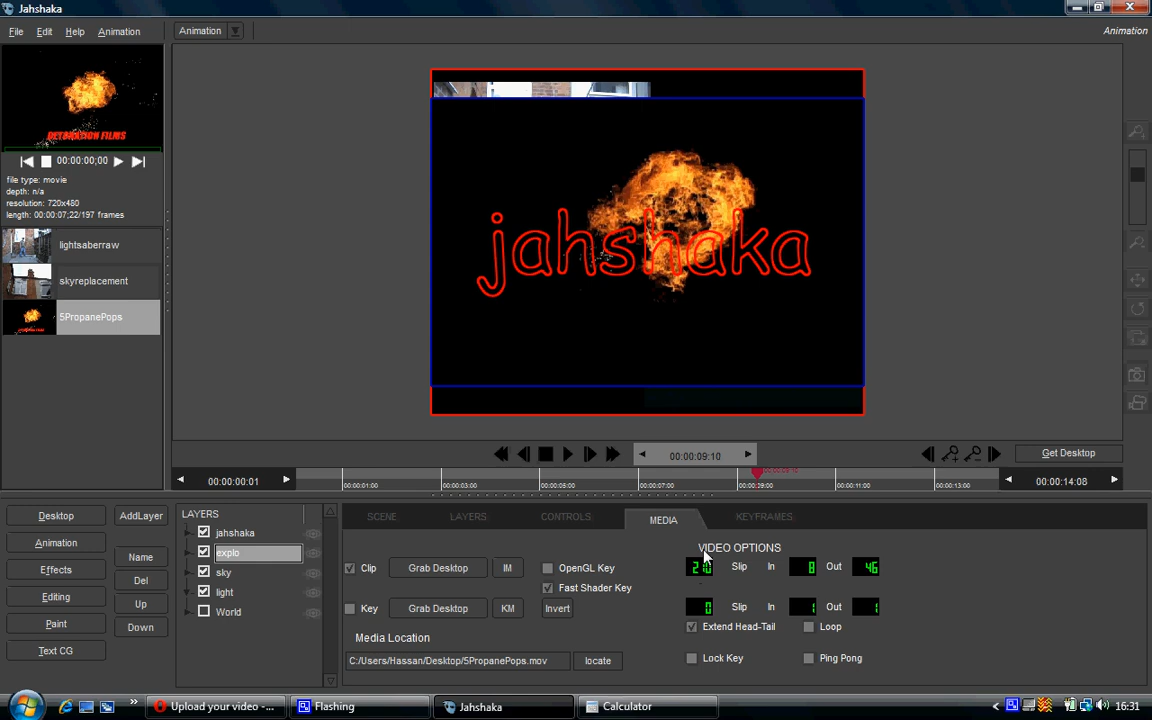 Jahshaka
File Edit Help Animation
Animation
Animation
DETONATION FILMS
00:00:00;00
file type: movie
depth: n/a
resolution: 720x480
length: 00:00:07;22/197 frames
lightsaberraw
skyreplacement
5PropanePops
jahshaka
00:00:09:10
Get Desktop
00:00:00:01
00:00:01:00 00:00:03:00 00:00:05:00 00:00:07:00 00:00:09:00 00:00:11:00 00:00:13:00
00:00:14:08
Desktop
Animation
Effects
Editing
Paint
Text CG
AddLayer
Name
Del
Up
Down
LAYERS
jahshaka
explo
sky
light
World
SCENE LAYERS CONTROLS MEDIA KEYFRAMES
VIDEO OPTIONS
Clip Grab Desktop IM OpenGL Key
210 Slip In 8 Out 46
Fast Shader Key
Key Grab Desktop KM Invert
0 Slip In 1 Out 1
Extend Head-Tail Loop
Media Location
C:/Users/Hassan/Desktop/5PropanePops.mov locate
Lock Key Ping Pong
Upload your video -... Flashing Jahshaka Calculator 16:31